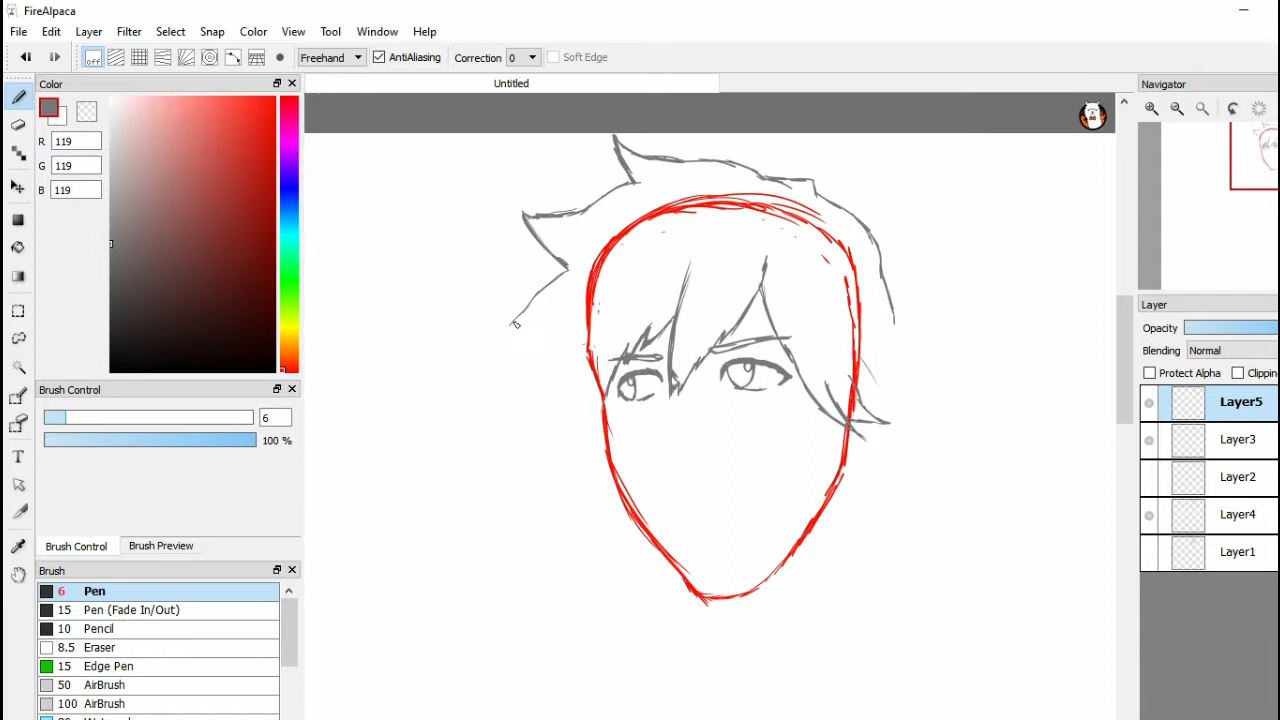 FireAlpaca
File Edit Layer Filter Select Snap Color View Tool Window Help
off Freehand AntiAliasing Correction 0 Soft Edge
Color
Untitled
Navigator
R 119
G 119
B 119
Layer
Opacity
Blending Normal
Protect Alpha Clipping
Brush Control
6
100 %
Layer5
Layer3
Layer2
Layer4
Layer1
Brush Control Brush Preview
Brush
6 Pen
15 Pen (Fade In/Out)
10 Pencil
8.5 Eraser
15 Edge Pen
50 AirBrush
100 AirBrush